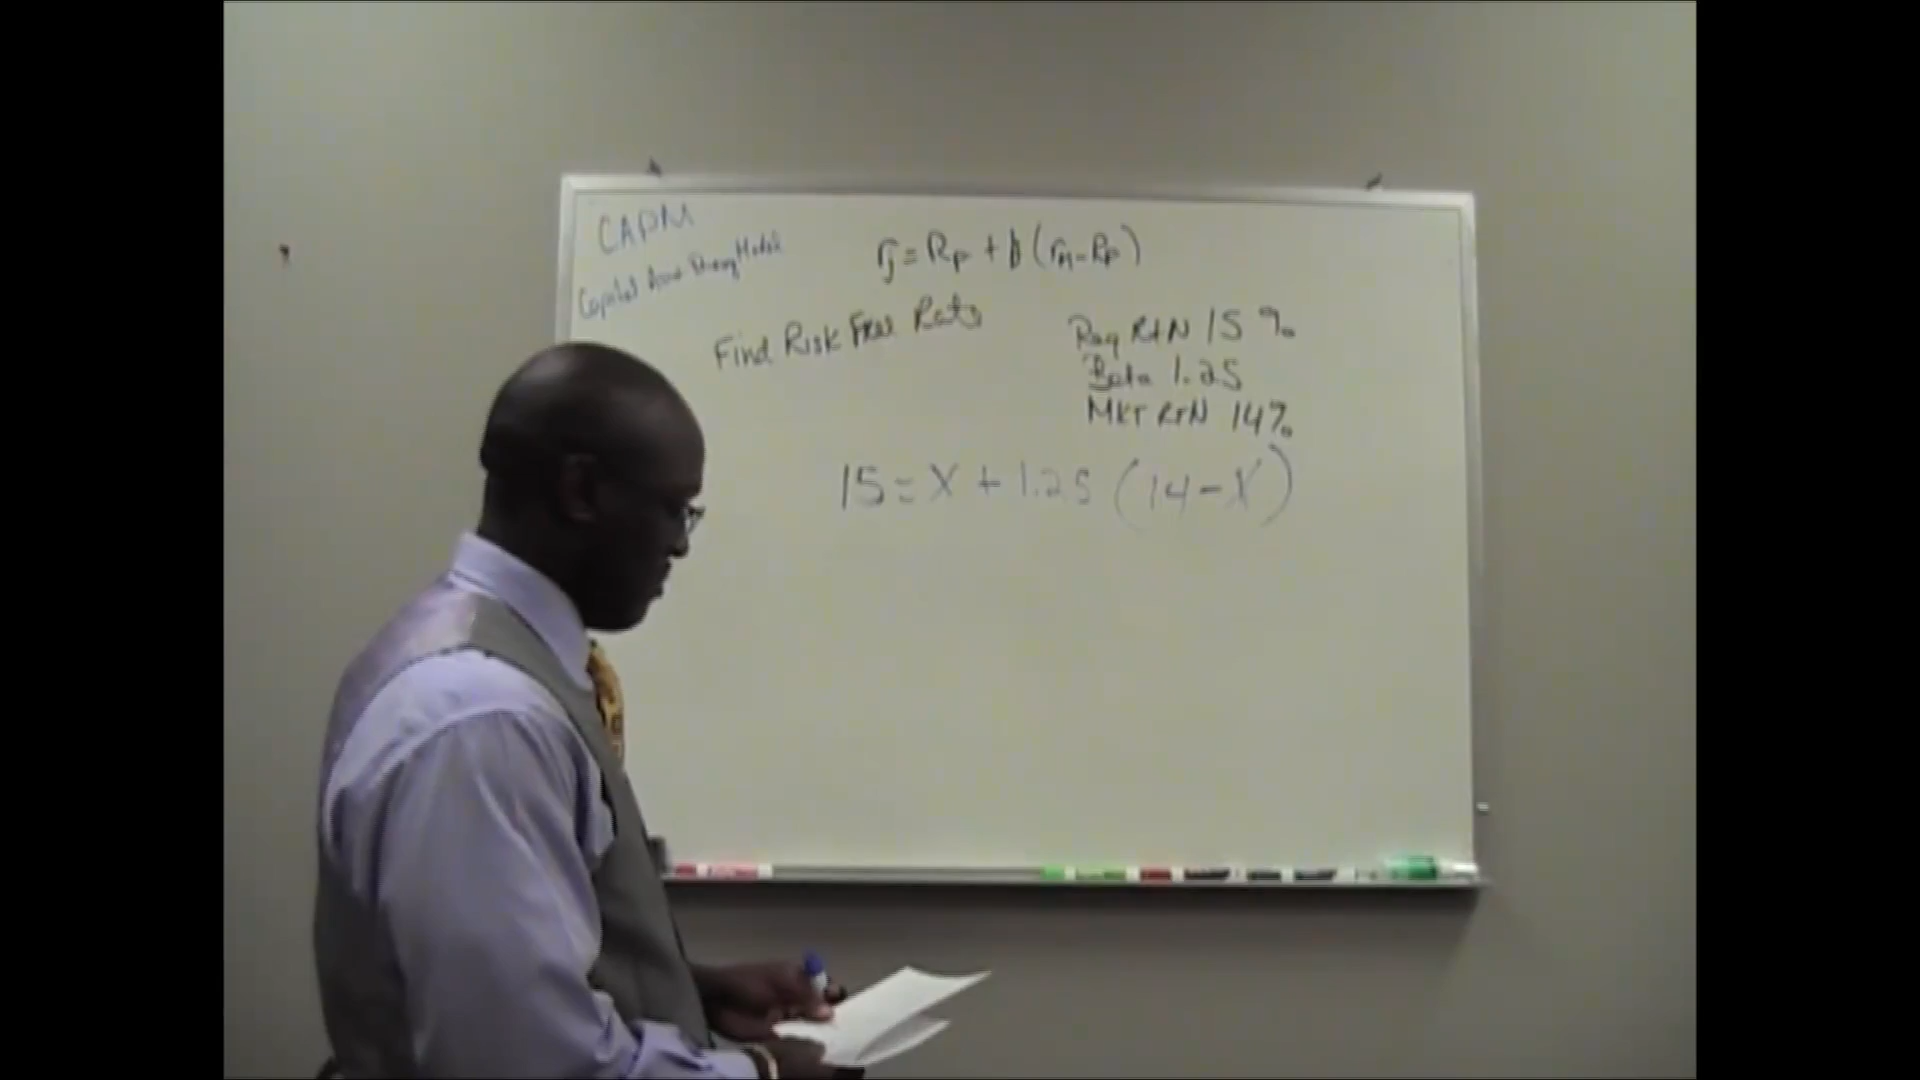 CAPM
Capital Asset Pricing Model
rj = RF + b (rm - RF)
Find Risk Free Rate
Req RtN 15 %
Beta 1.25
MKT RTN 14%
15 = X + 1.25 (14 - X)